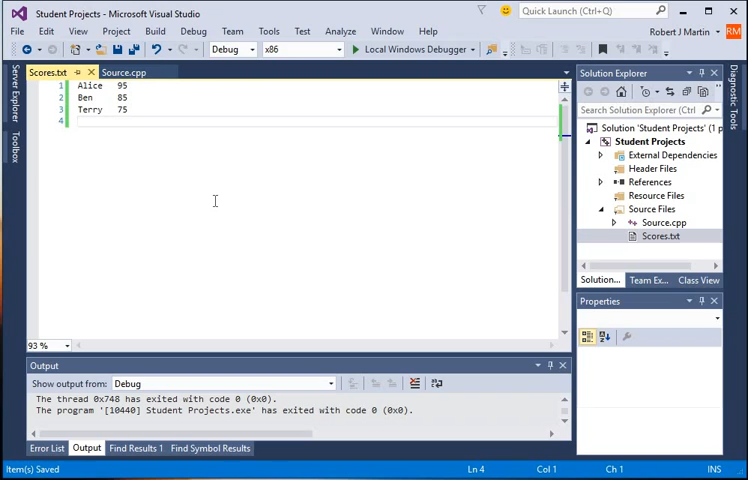 Student Projects - Microsoft Visual Studio
Quick Launch (Ctrl+Q)
File Edit View Project Build Debug Team Tools Test Analyze Window Help
Robert J Martin RM
Debug x86 Local Windows Debugger
Server Explorer
Toolbox
Scores.txt Source.cpp
1 Alice 95
2 Ben 85
3 Terry 75
4
93 %
Output
Show output from: Debug
The thread 0x748 has exited with code 0 (0x0).
The program '[10440] Student Projects.exe' has exited with code 0 (0x0).
Error List Output Find Results 1 Find Symbol Results
Solution Explorer
Search Solution Explorer (Ctrl
Solution 'Student Projects' (1 p
Student Projects
External Dependencies
Header Files
References
Resource Files
Source Files
Source.cpp
Scores.txt
Solution... Team Ex... Class View
Properties
Diagnostic Tools
Item(s) Saved Ln 4 Col 1 Ch 1 INS